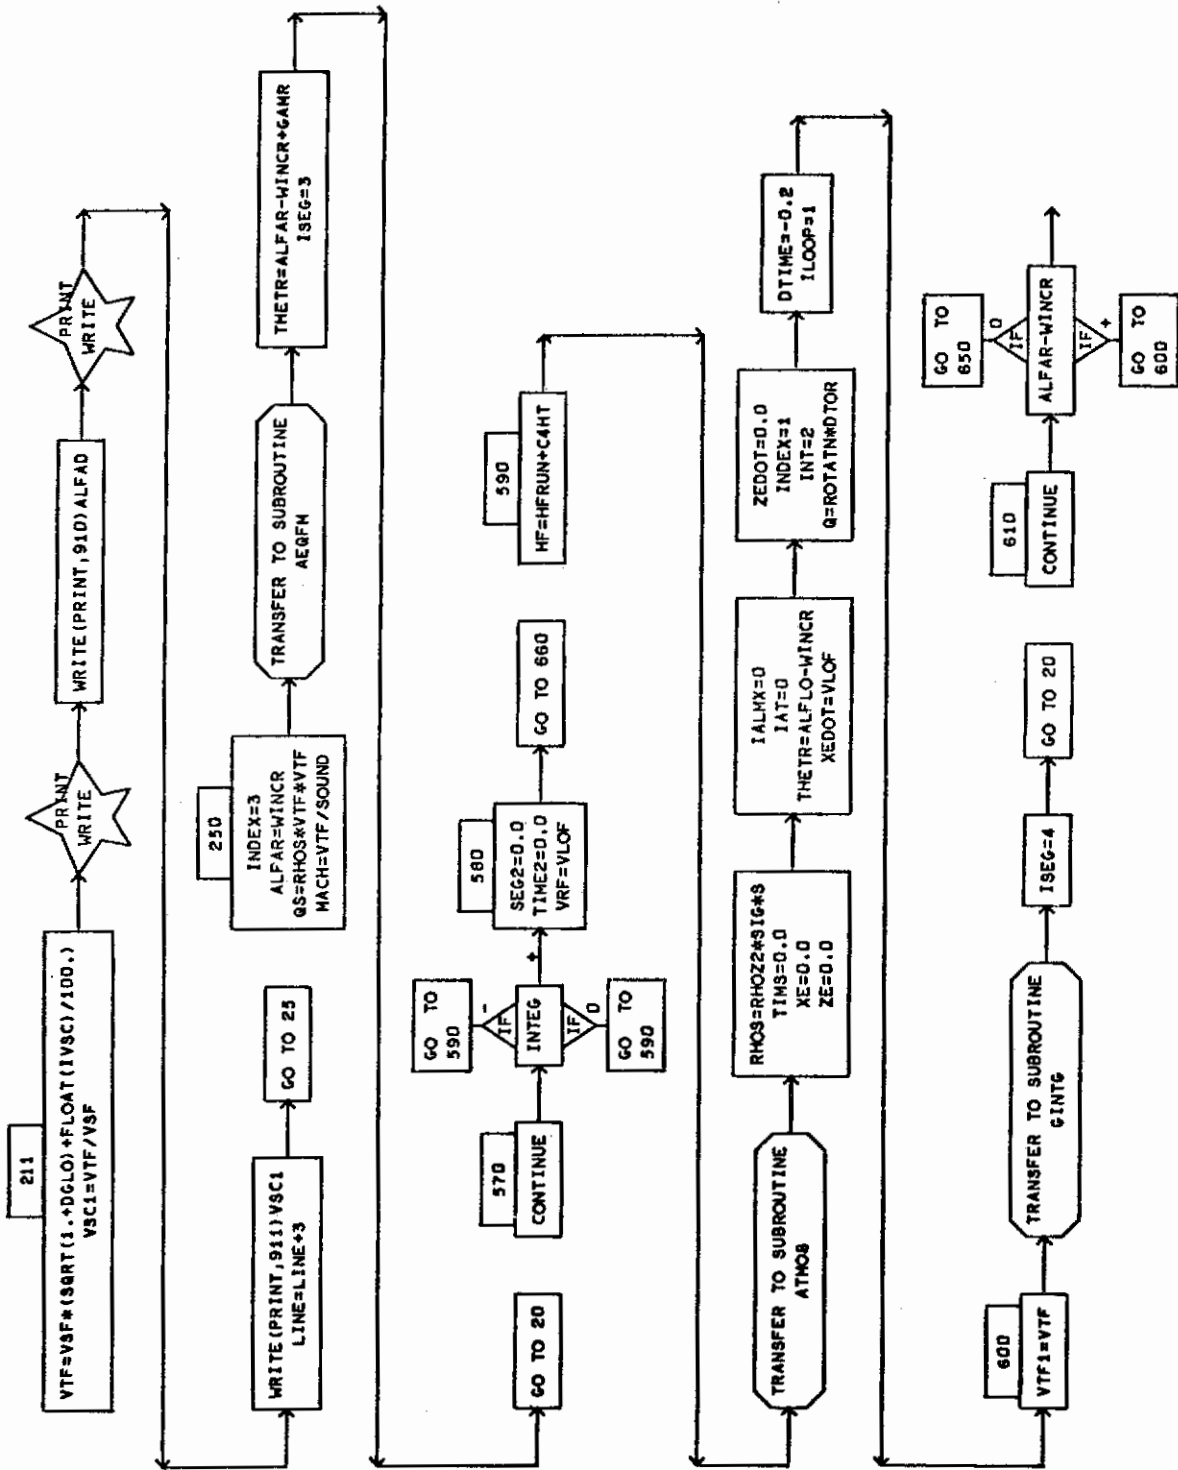 211
VTF=VSF*(SQRT(1.+DGLO)+FLOAT(IVSC)/100.)
VSC1=VTF/VSF
PRINT
WRITE
WRITE(PRINT,910)ALFAD
PRINT
WRITE
WRITE(PRINT,911)VSC1
LINE=LINE+3
GO TO 25
250
INDEX=3
ALFAR=WINCR
QS=RHOS*VTF*VTF
MACH=VTF/SOUND
TRANSFER TO SUBROUTINE
AEQFM
THETR=ALFAR-WINCR+GAMR
ISEG=3
GO TO 20
570
CONTINUE
GO TO
590
-
IF
INTEG
IF
0
GO TO
590
+
580
SEG2=0.0
TIME2=0.0
VRF=VLOF
GO TO 660
590
HF=HFRUN+C4HT
TRANSFER TO SUBROUTINE
ATMOS
RHOS=RHOZ2*SIG*S
TIMS=0.0
XE=0.0
ZE=0.0
IALMX=0
IAT=0
THETR=ALFLO-WINCR
XEDOT=VLOF
ZEDOT=0.0
INDEX=1
INT=2
Q=ROTATN*DTOR
DTIME=-0.2
ILOOP=1
600
VTF1=VTF
TRANSFER TO SUBROUTINE
GINTG
ISEG=4
GO TO 20
610
CONTINUE
GO TO
650
0
IF
ALFAR-WINCR
IF
+
GO TO
600